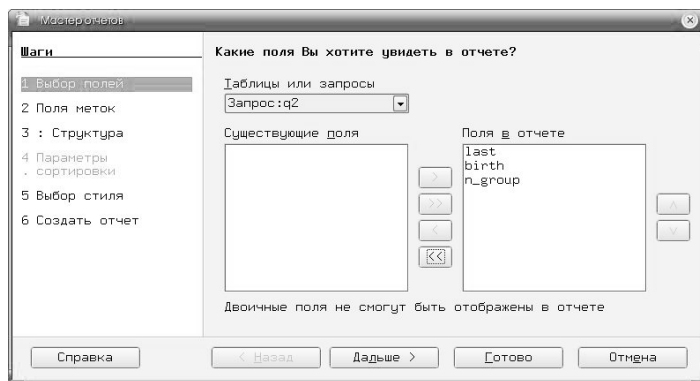 Мастер отчетов
Шаги
1 Выбор полей
2 Поля меток
3 : Структура
4 Параметры
. сортировки
5 Выбор стиля
6 Создать отчет
Какие поля Вы хотите увидеть в отчете?
Таблицы или запросы
Запрос:q2
Существующие поля
Поля в отчете
last
birth
n_group
>
>>
<
<<
∧
∨
Двоичные поля не смогут быть отображены в отчете
Справка
< Назад
Дальше >
Готово
Отмена